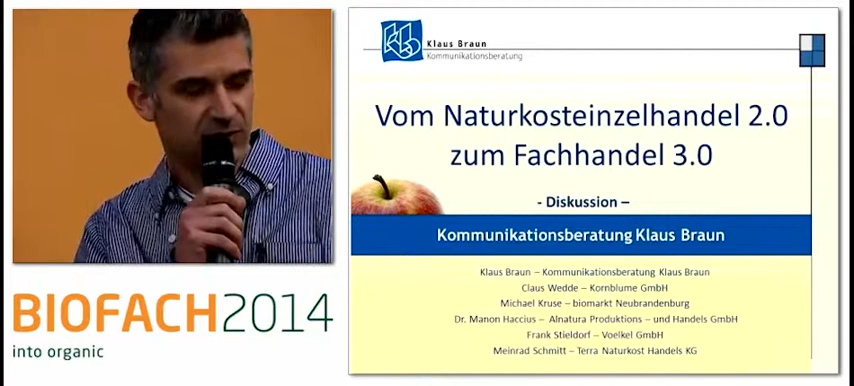 BIOFACH2014
into organic
Klaus Braun
Kommunikationsberatung
Vom Naturkosteinzelhandel 2.0
zum Fachhandel 3.0
- Diskussion –
Kommunikationsberatung Klaus Braun
Klaus Braun – Kommunikationsberatung Klaus Braun
Claus Wedde – Kornblume GmbH
Michael Kruse – biomarkt Neubrandenburg
Dr. Manon Haccius – Alnatura Produktions – und Handels GmbH
Frank Stieldorf – Voelkel GmbH
Meinrad Schmitt – Terra Naturkost Handels KG